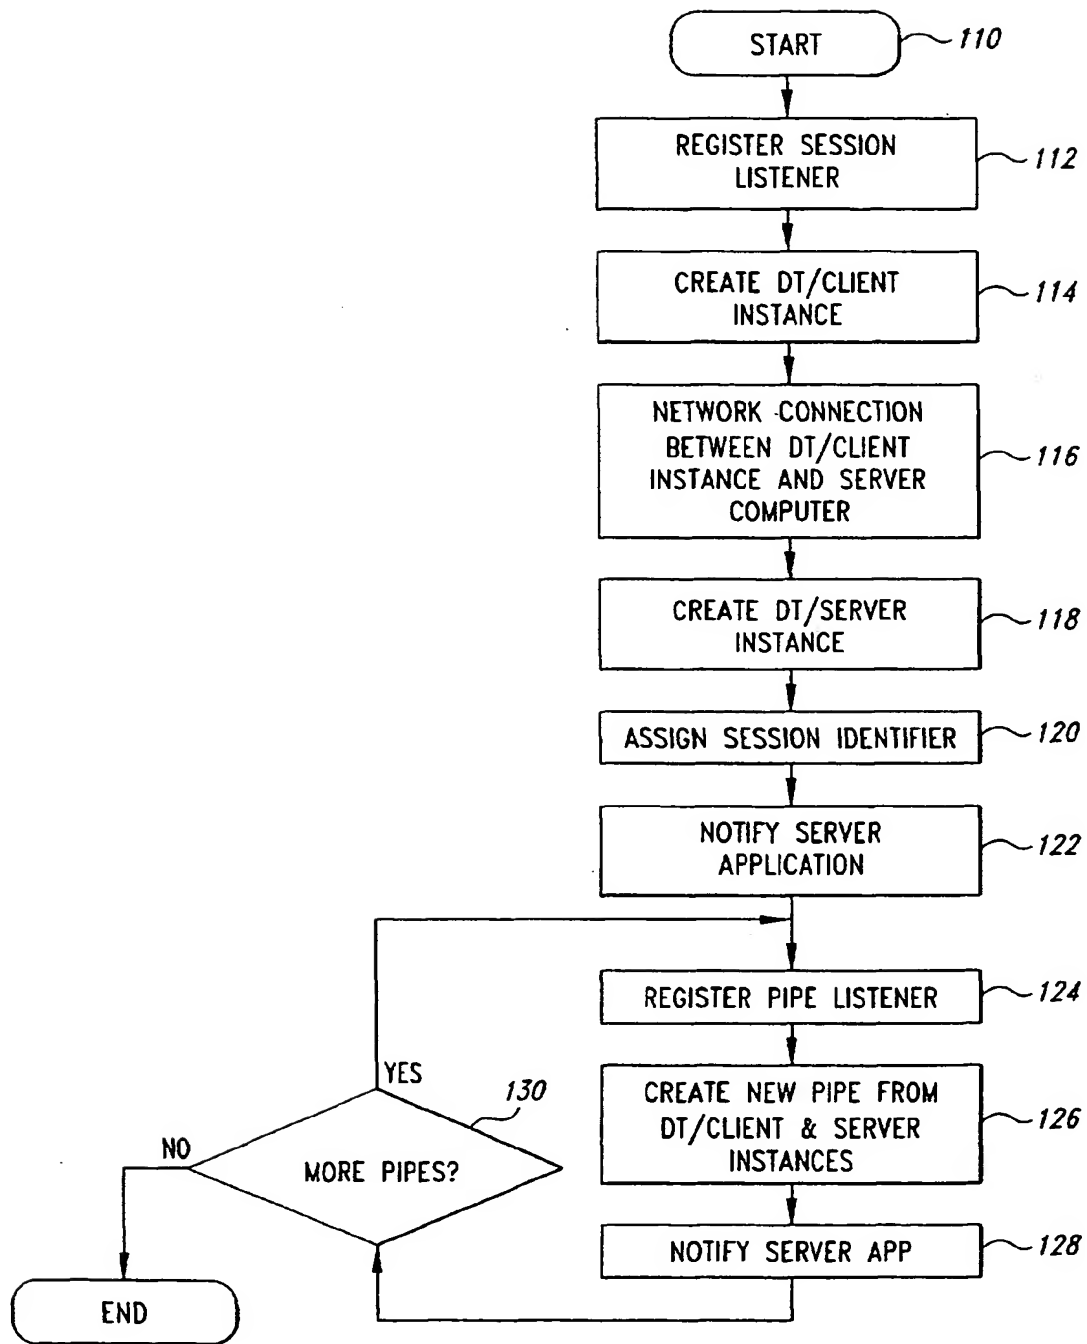 START
110
REGISTER SESSION
LISTENER
112
CREATE DT/CLIENT
INSTANCE
114
NETWORK CONNECTION
BETWEEN DT/CLIENT
INSTANCE AND SERVER
COMPUTER
116
CREATE DT/SERVER
INSTANCE
118
ASSIGN SESSION IDENTIFIER
120
NOTIFY SERVER
APPLICATION
122
REGISTER PIPE LISTENER
124
CREATE NEW PIPE FROM
DT/CLIENT & SERVER
INSTANCES
126
NOTIFY SERVER APP
128
YES
130
NO
MORE PIPES?
END